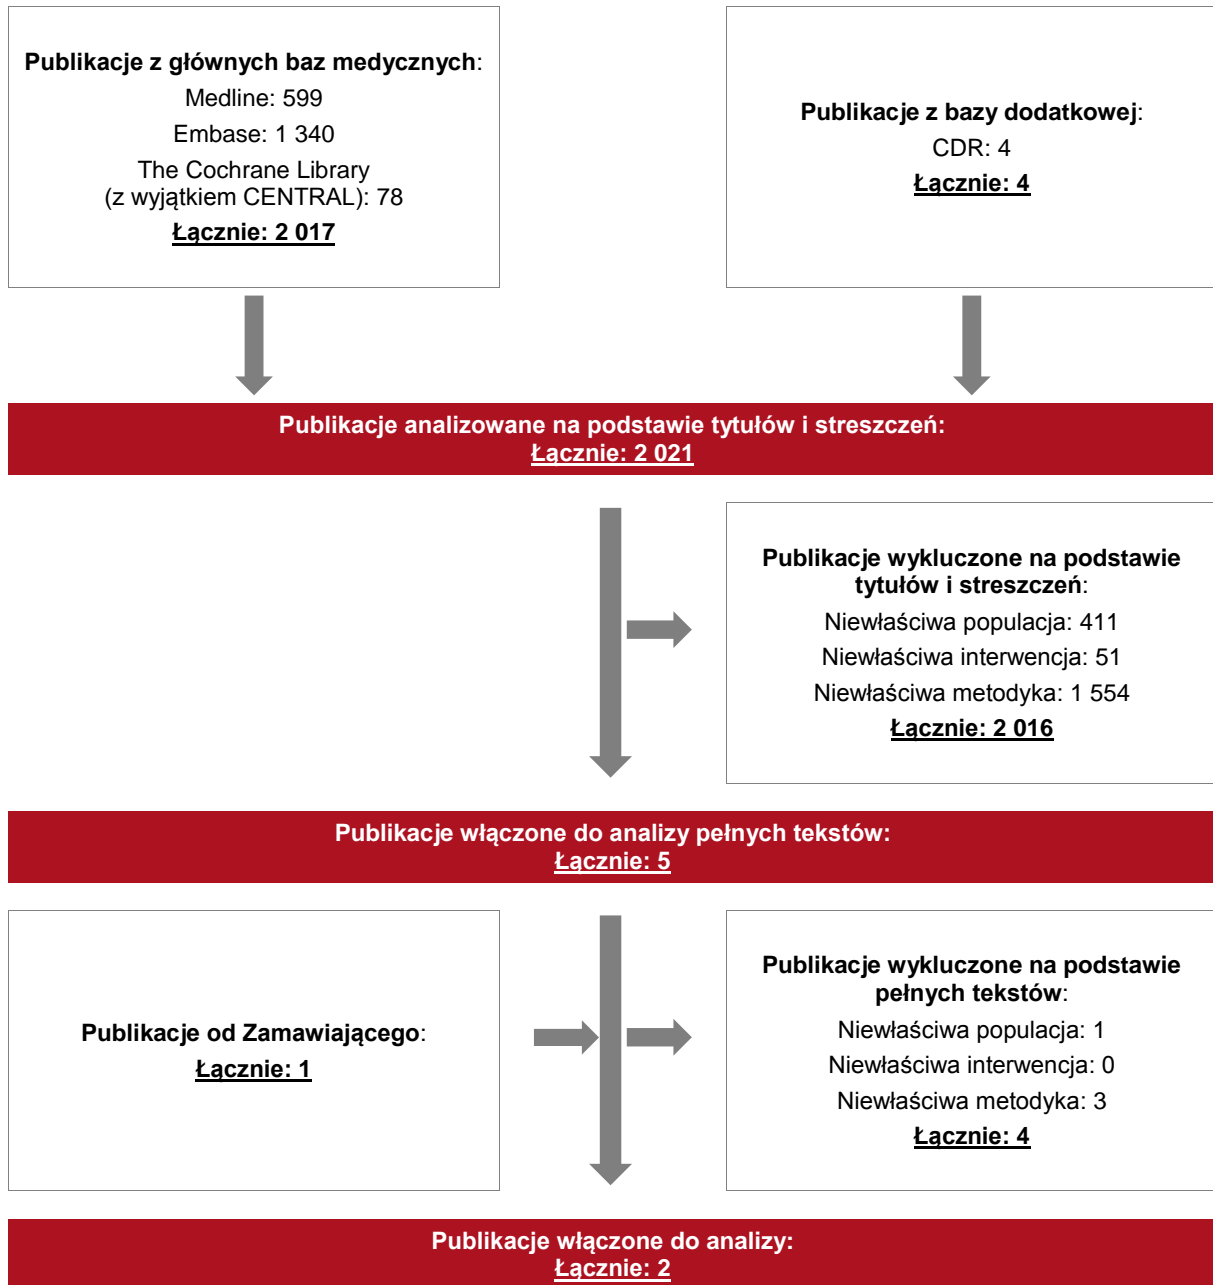 Publikacje z głównych baz medycznych:
Medline: 599
Embase: 1 340
The Cochrane Library
(z wyjątkiem CENTRAL): 78
Łącznie: 2 017
Publikacje z bazy dodatkowej:
CDR: 4
Łącznie: 4
Publikacje analizowane na podstawie tytułów i streszczeń:
Łącznie: 2 021
Publikacje wykluczone na podstawie
tytułów i streszczeń:
Niewłaściwa populacja: 411
Niewłaściwa interwencja: 51
Niewłaściwa metodyka: 1 554
Łącznie: 2 016
Publikacje włączone do analizy pełnych tekstów:
Łącznie: 5
Publikacje od Zamawiającego:
Łącznie: 1
Publikacje wykluczone na podstawie
pełnych tekstów:
Niewłaściwa populacja: 1
Niewłaściwa interwencja: 0
Niewłaściwa metodyka: 3
Łącznie: 4
Publikacje włączone do analizy:
Łącznie: 2